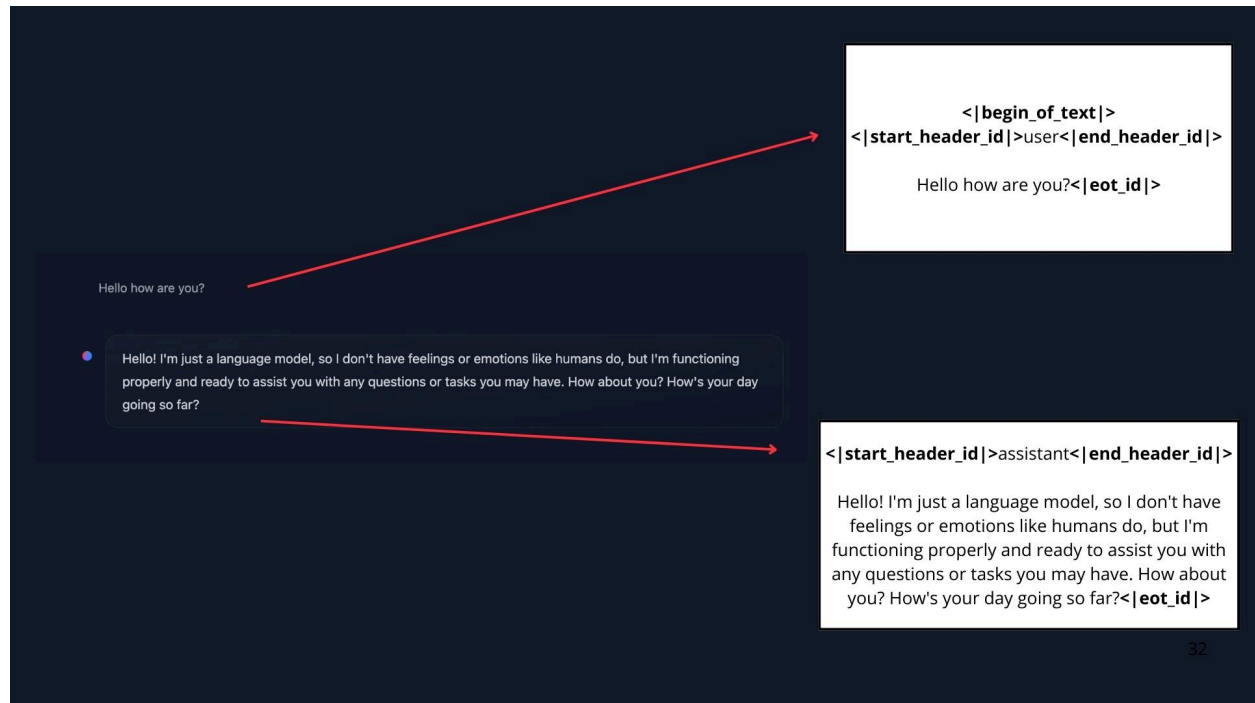 <|begin_of_text|>
<|start_header_id|>user<|end_header_id|>
Hello how are you?<|eot_id|>
Hello how are you?
Hello! I'm just a language model, so I don't have feelings or emotions like humans do, but I'm functioning
properly and ready to assist you with any questions or tasks you may have. How about you? How's your day
going so far?
<|start_header_id|>assistant<|end_header_id|>
Hello! I'm just a language model, so I don't have
feelings or emotions like humans do, but I'm
functioning properly and ready to assist you with
any questions or tasks you may have. How about
you? How's your day going so far?<|eot_id|>
32